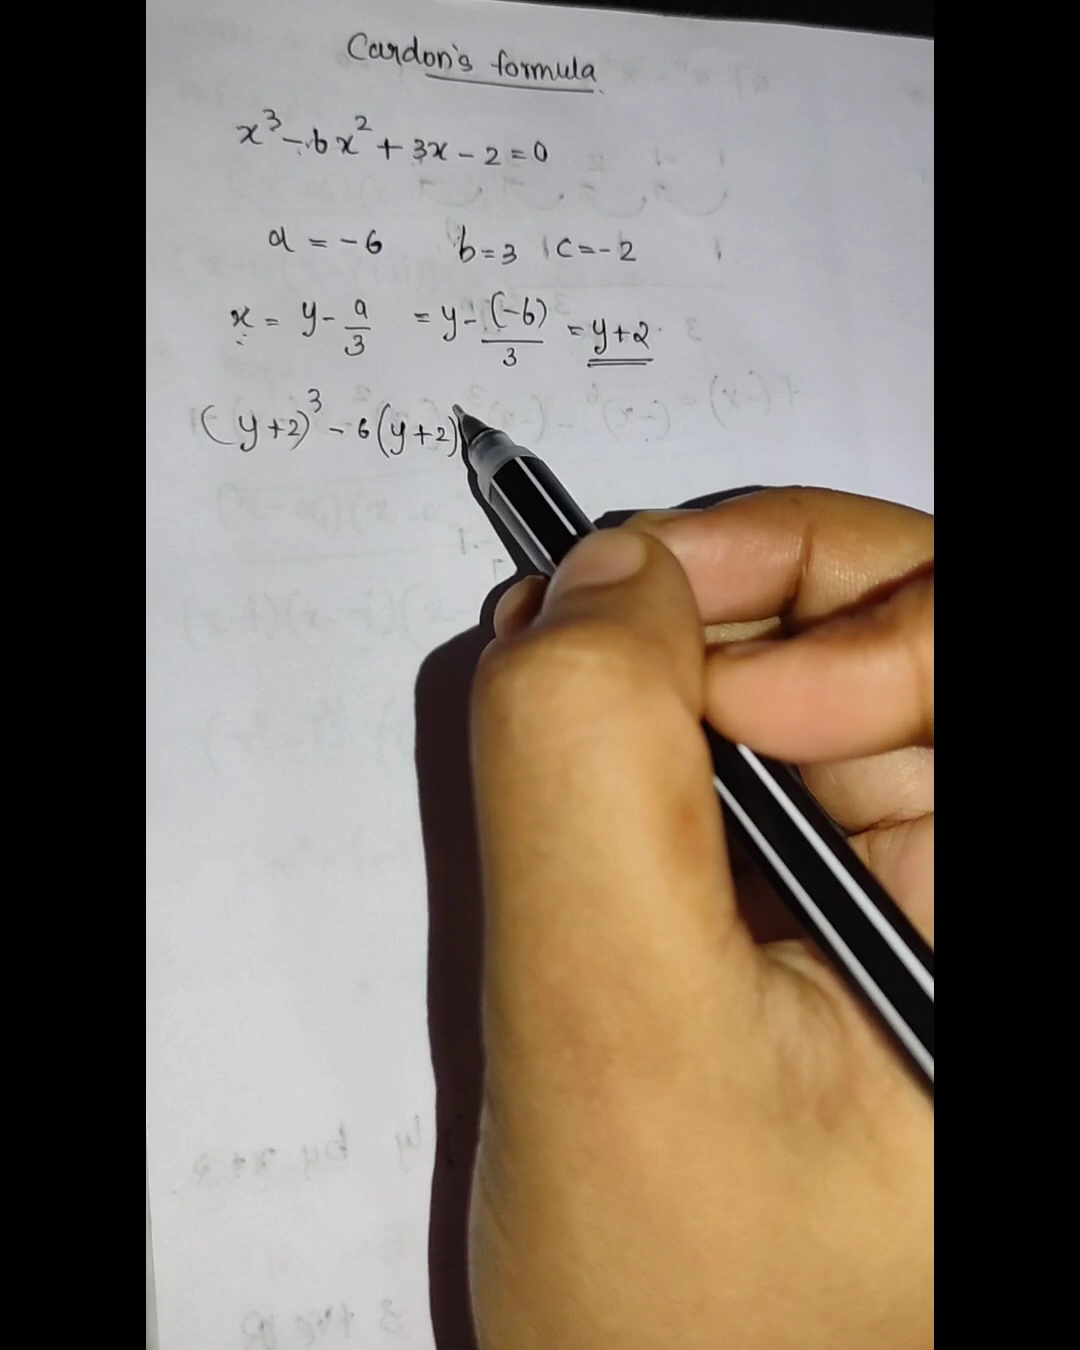 Cardon's formula
x³ - 6x² + 3x - 2 = 0
a = -6 b = 3 c = -2
x = y - a/3 = y - (-6)/3 = y+2
(y+2)³ - 6(y+2)